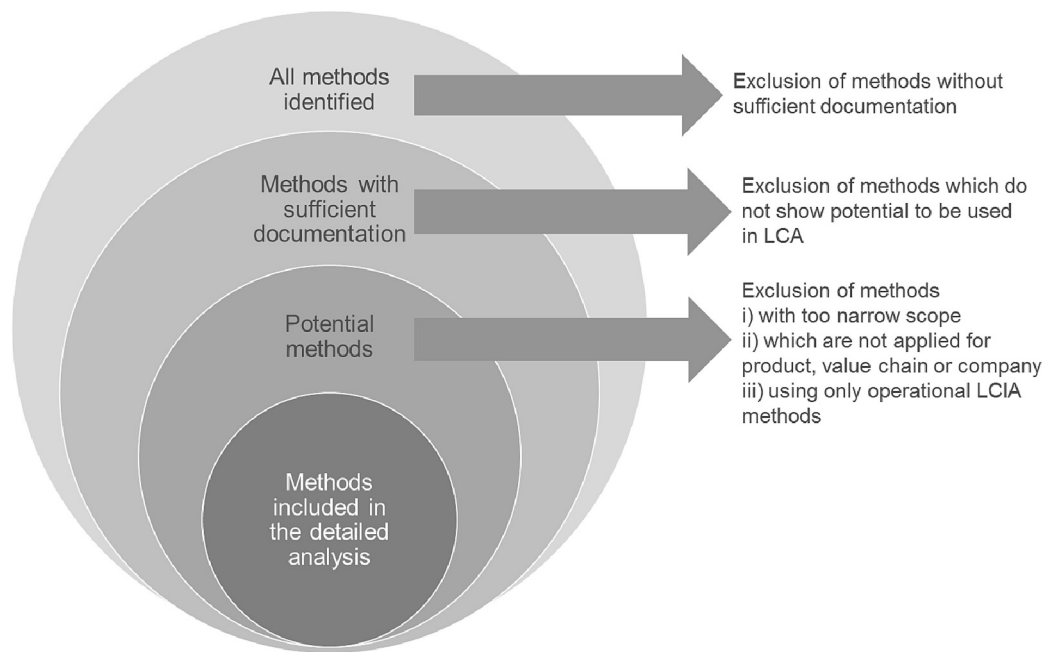 All methods
identified
Exclusion of methods without
sufficient documentation
Methods with
sufficient
documentation
Exclusion of methods which do
not show potential to be used
in LCA
Potential
methods
Exclusion of methods
i) with too narrow scope
ii) which are not applied for
product, value chain or company
iii) using only operational LCIA
methods
Methods
included in
the detailed
analysis